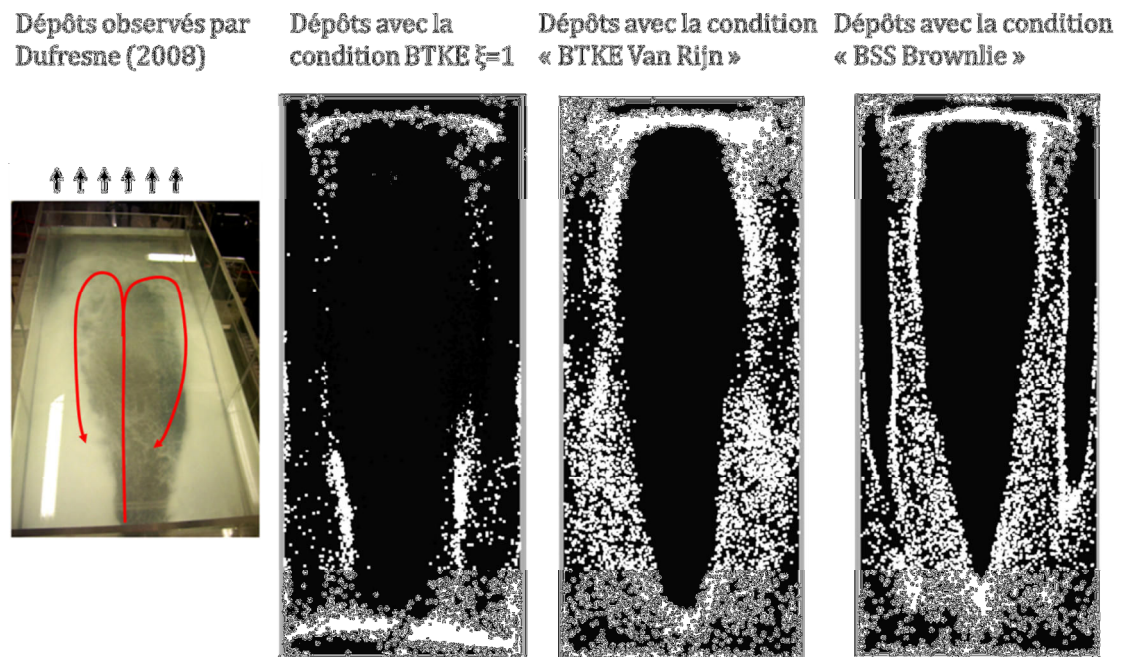 Dépôts observés par
Dufresne (2008)
Dépôts avec la
condition BTKE ξ=1
Dépôts avec la condition
« BTKE Van Rijn »
Dépôts avec la condition
« BSS Brownlie »